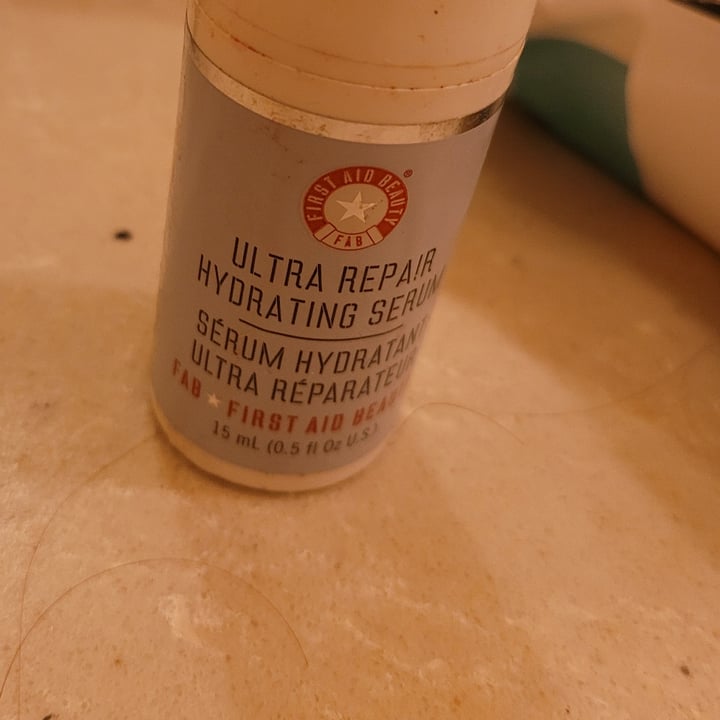 FIRST AID BEAUTY®
FAB
ULTRA REPAIR
HYDRATING SERUM
SÉRUM HYDRATANT
ULTRA RÉPARATEUR
FAB ★ FIRST AID BEAU
15 mL (0.5 fl Oz U.S.)